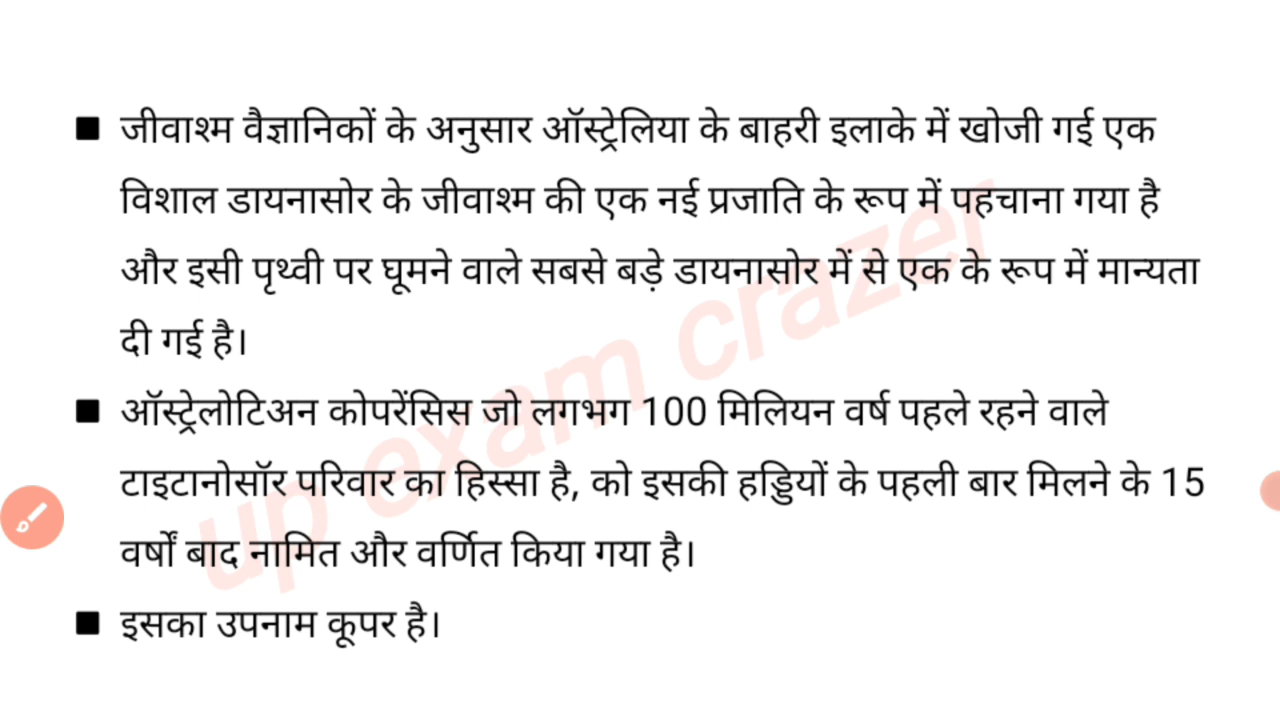 ■ जीवाश्म वैज्ञानिकों के अनुसार ऑस्ट्रेलिया के बाहरी इलाके में खोजी गई एक
विशाल डायनासोर के जीवाश्म की एक नई प्रजाति के रूप में पहचाना गया है
और इसी पृथ्वी पर घूमने वाले सबसे बड़े डायनासोर में से एक के रूप में मान्यता
दी गई है।
■ ऑस्ट्रेलोटिअन कोपरेंसिस जो लगभग 100 मिलियन वर्ष पहले रहने वाले
टाइटानोसॉर परिवार का हिस्सा है, को इसकी हड्डियों के पहली बार मिलने के 15
वर्षों बाद नामित और वर्णित किया गया है।
■ इसका उपनाम कूपर है।
up exam crazer